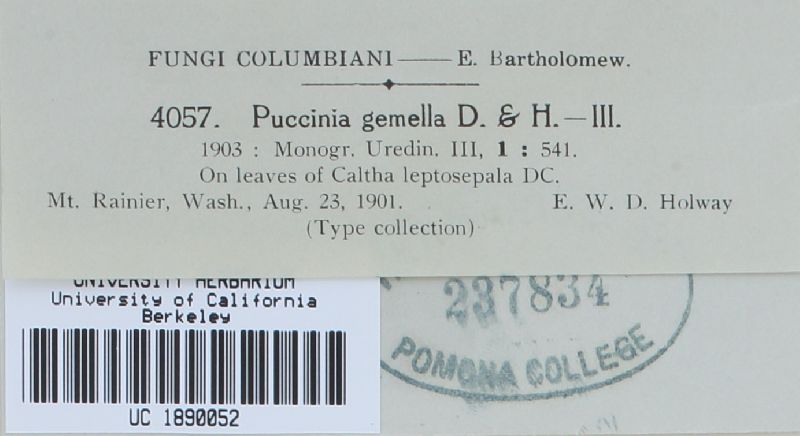 FUNGI COLUMBIANI — E. Bartholomew.
4057. Puccinia gemella D. & H. — III.
1903 : Monogr. Uredin. III, 1 : 541.
On leaves of Caltha leptosepala DC.
Mt. Rainier, Wash., Aug. 23, 1901. E. W. D. Holway
(Type collection)
UNIVERSITY HERBARIUM
University of California
Berkeley
UC 1890052
237834
POMONA COLLEGE